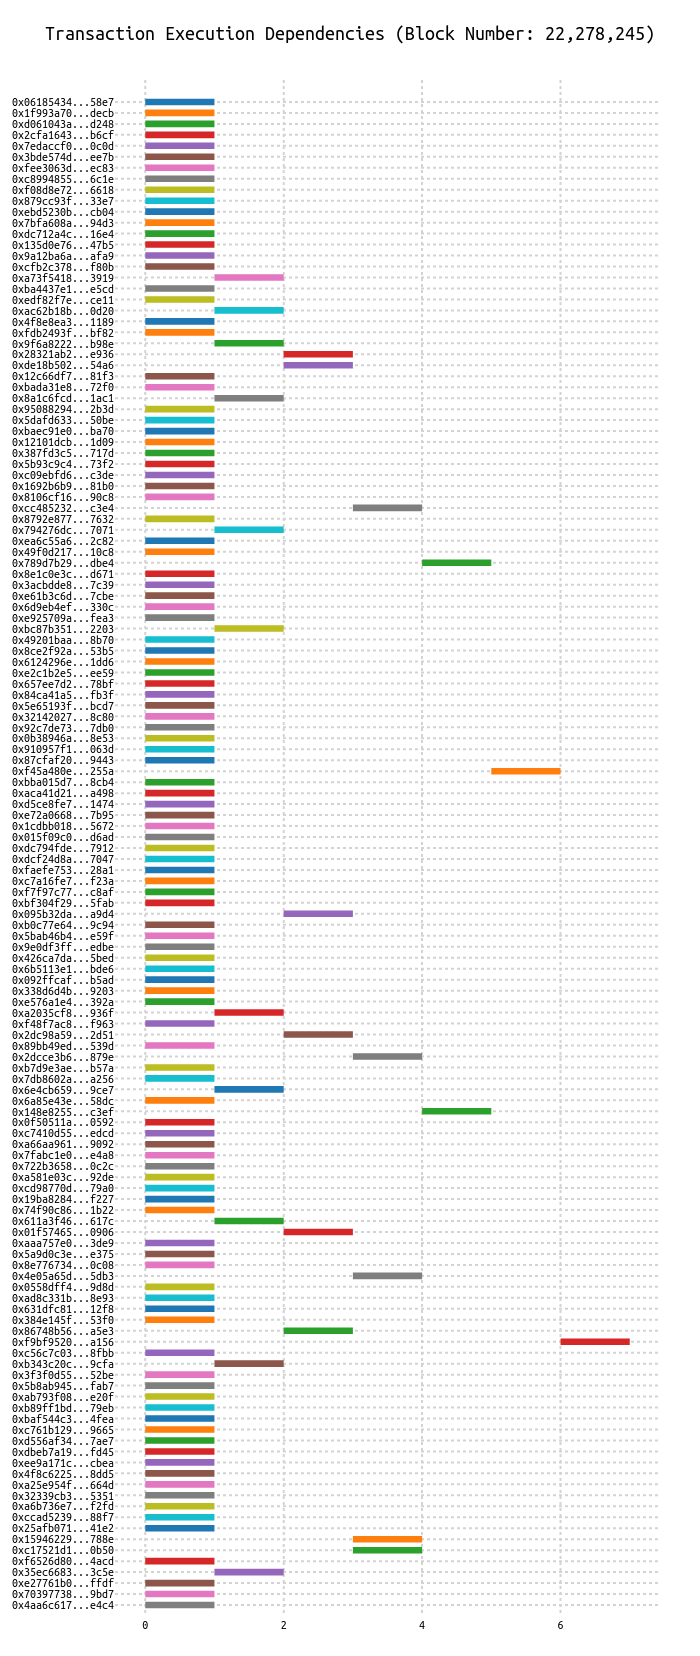 Transaction Execution Dependencies (Block Number: 22,278,245)
0x06185434...58e7
0x1f993a70...decb
0xd061043a...d248
0x2cfa1643...b6cf
0x7edaccf0...0c0d
0x3bde574d...ee7b
0xfee3063d...ec83
0xc8994855...6c1e
0xf08d8e72...6618
0x879cc93f...33e7
0xebd5230b...cb04
0x7bfa608a...94d3
0xdc712a4c...16e4
0x135d0e76...47b5
0x9a12ba6a...afa9
0xcfb2c378...f80b
0xa73f5418...3919
0xba4437e1...e5cd
0xedf82f7e...ce11
0xac62b18b...0d20
0x4f8e8ea3...1189
0xfdb2493f...bf82
0x9f6a8222...b98e
0x28321ab2...e936
0xde18b502...54a6
0x12c66df7...81f3
0xbada31e8...72f0
0x8a1c6fcd...1ac1
0x95088294...2b3d
0x5dafd633...50be
0xbaec91e0...ba70
0x12101dcb...1d09
0x387fd3c5...717d
0x5b93c9c4...73f2
0xc09ebfd6...c3de
0x1692b6b9...81b0
0x8106cf16...90c8
0xcc485232...c3e4
0x8792e877...7632
0x794276dc...7071
0xea6c55a6...2c82
0x49f0d217...10c8
0x789d7b29...dbe4
0x8e1c0e3c...d671
0x3acbdde8...7c39
0xe61b3c6d...7cbe
0x6d9eb4ef...330c
0xe925709a...fea3
0xbc87b351...2203
0x49201baa...8b70
0x8ce2f92a...53b5
0x6124296e...1dd6
0xe2c1b2e5...ee59
0x657ee7d2...78bf
0x84ca41a5...fb3f
0x5e65193f...bcd7
0x32142027...8c80
0x92c7de73...7db0
0x0b38946a...8e53
0x910957f1...063d
0x87cfaf20...9443
0xf45a480e...255a
0xbba015d7...8cb4
0xaca41d21...a498
0xd5ce8fe7...1474
0xe72a0668...7b95
0x1cdbb018...5672
0x015f09c0...d6ad
0xdc794fde...7912
0xdcf24d8a...7047
0xfaefe753...28a1
0xc7a16fe7...f23a
0xf7f97c77...c8af
0xbf304f29...5fab
0x095b32da...a9d4
0xb0c77e64...9c94
0x5bab46b4...e59f
0x9e0df3ff...edbe
0x426ca7da...5bed
0x6b5113e1...bde6
0x092ffcaf...b5ad
0x338d6d4b...9203
0xe576a1e4...392a
0xa2035cf8...936f
0xf48f7ac8...f963
0x2dc98a59...2d51
0x89bb49ed...539d
0x2dcce3b6...879e
0xb7d9e3ae...b57a
0x7db8602a...a256
0x6e4cb659...9ce7
0x6a85e43e...58dc
0x148e8255...c3ef
0x0f50511a...0592
0xc7410d55...edcd
0xa66aa961...9092
0x7fabc1e0...e4a8
0x722b3658...0c2c
0xa581e03c...92de
0xcd98770d...79a0
0x19ba8284...f227
0x74f90c86...1b22
0x611a3f46...617c
0x01f57465...0906
0xaaa757e0...3de9
0x5a9d0c3e...e375
0x8e776734...0c08
0x4e05a65d...5db3
0x0558dff4...9d8d
0xad8c331b...8e93
0x631dfc81...12f8
0x384e145f...53f0
0x86748b56...a5e3
0xf9bf9520...a156
0xc56c7c03...8fbb
0xb343c20c...9cfa
0x3f3f0d55...52be
0x5b8ab945...fab7
0xab793f08...e20f
0xb89ff1bd...79eb
0xbaf544c3...4fea
0xc761b129...9665
0xd556af34...7ae7
0xdbeb7a19...fd45
0xee9a171c...cbea
0x4f8c6225...8dd5
0xa25e954f...664d
0x32339cb3...5351
0xa6b736e7...f2fd
0xccad5239...88f7
0x25afb071...41e2
0x15946229...788e
0xc17521d1...0b50
0xf6526d80...4acd
0x35ec6683...3c5e
0xe27761b0...ffdf
0x70397738...9bd7
0x4aa6c617...e4c4
0 2 4 6